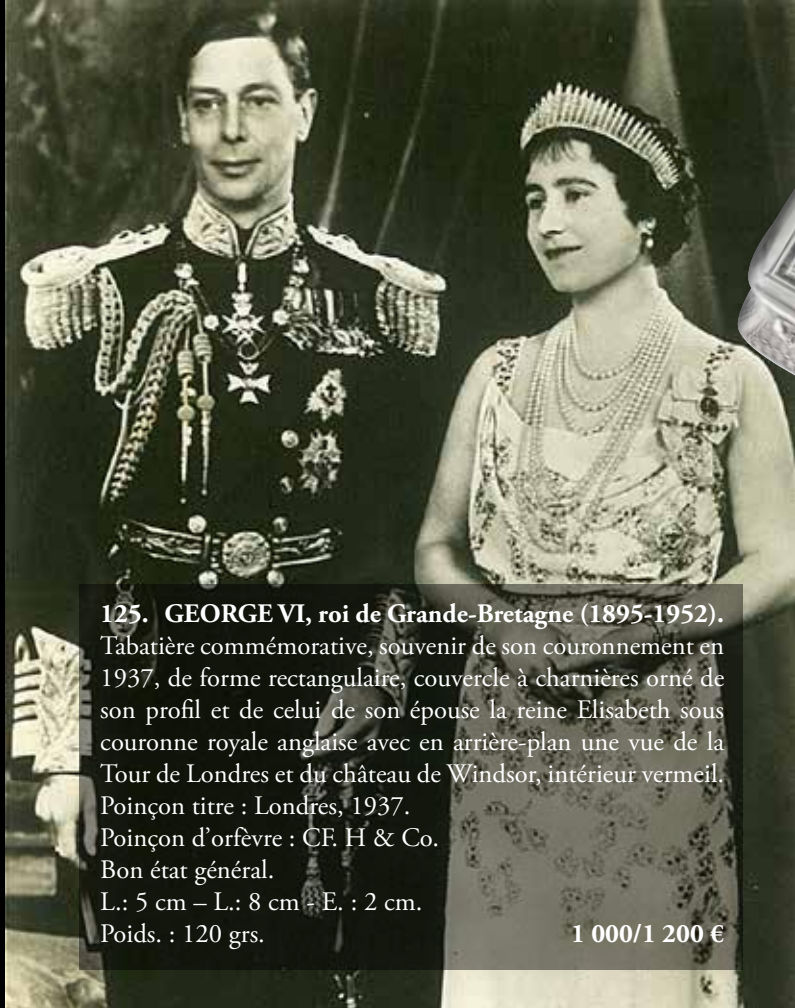 125. GEORGE VI, roi de Grande-Bretagne (1895-1952).
Tabatière commémorative, souvenir de son couronnement en
1937, de forme rectangulaire, couvercle à charnières orné de
son profil et de celui de son épouse la reine Elisabeth sous
couronne royale anglaise avec en arrière-plan une vue de la
Tour de Londres et du château de Windsor, intérieur vermeil.
Poinçon titre : Londres, 1937.
Poinçon d'orfèvre : CF. H & Co.
Bon état général.
L.: 5 cm – L.: 8 cm - E. : 2 cm.
Poids. : 120 grs. 1 000/1 200 €